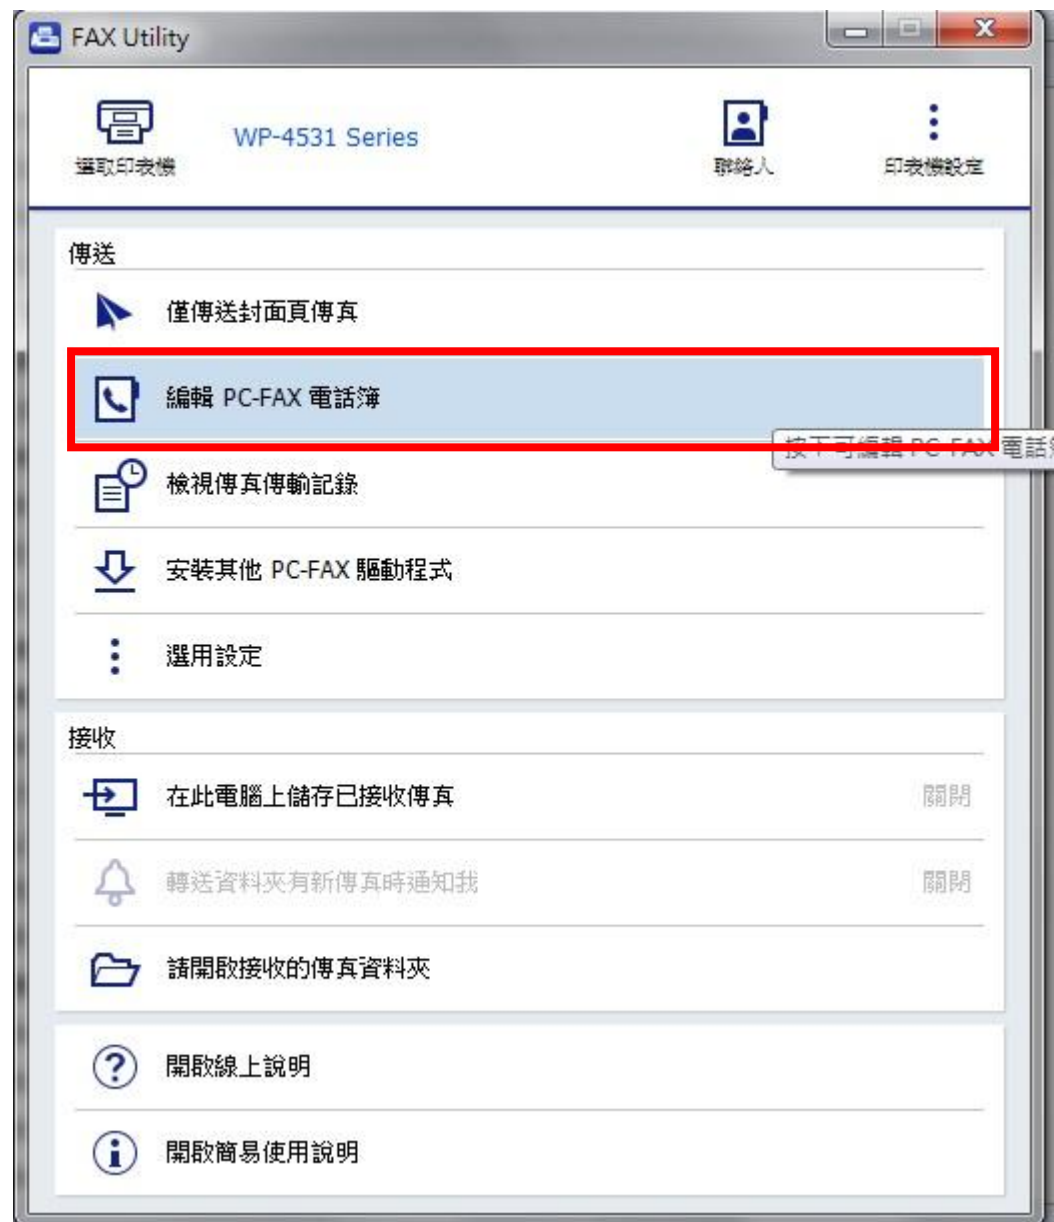 FAX Utility
WP-4531 Series
選取印表機
聯絡人
印表機設定
傳送
僅傳送封面頁傳真
編輯 PC-FAX 電話簿
檢視傳真傳輸記錄
安裝其他 PC-FAX 驅動程式
選用設定
接收
在此電腦上儲存已接收傳真 關閉
轉送資料夾有新傳真時通知我 關閉
請開啟接收的傳真資料夾
開啟線上說明
開啟簡易使用說明